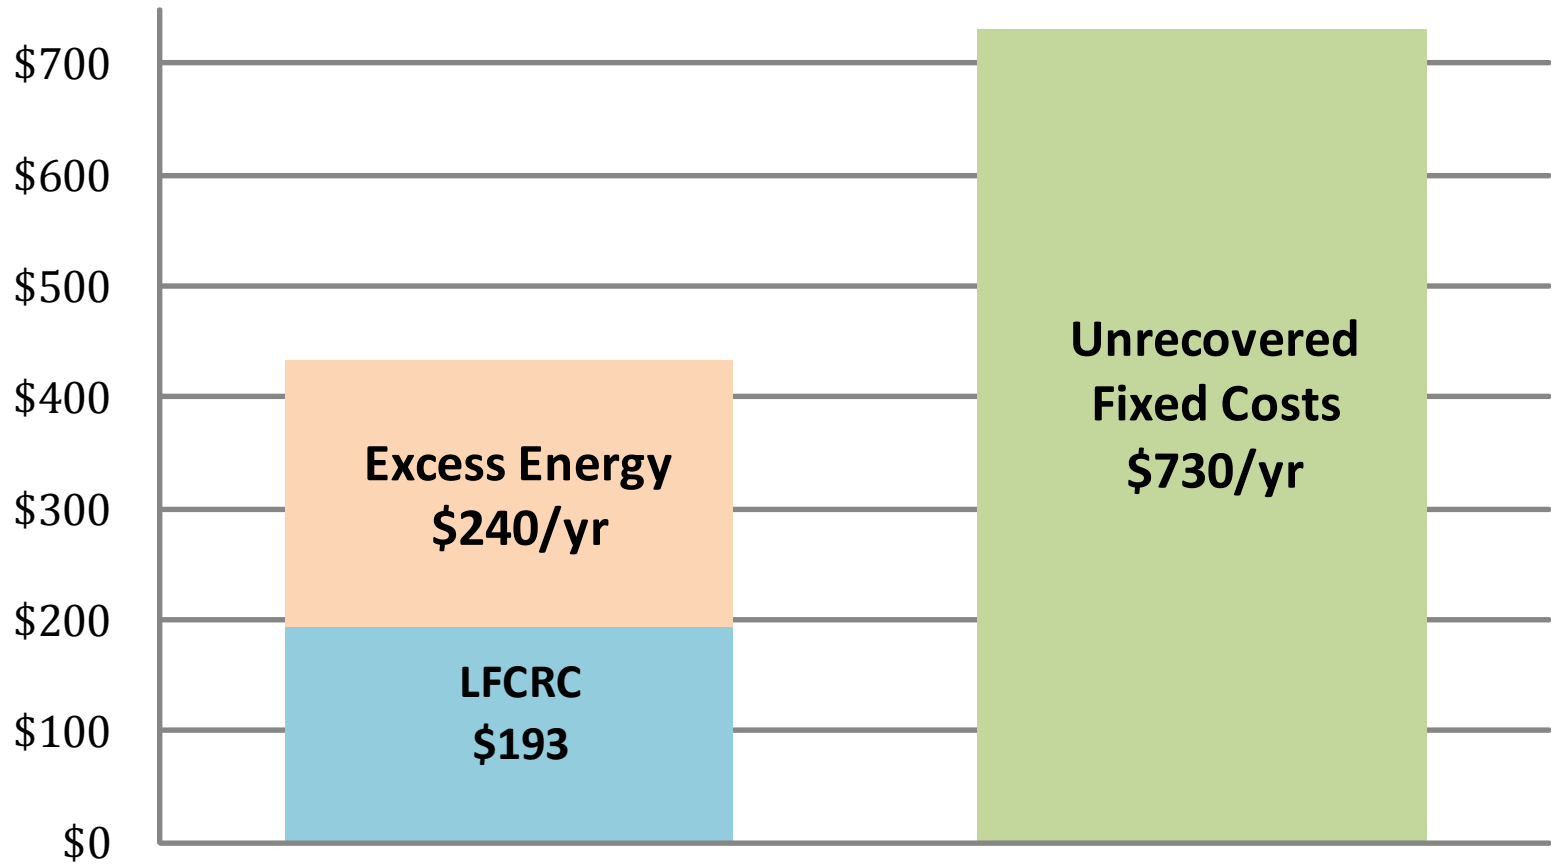 $700
$600
$500
$400
$300
$200
$100
$0
Excess Energy
$240/yr
LFCRC
$193
Unrecovered
Fixed Costs
$730/yr